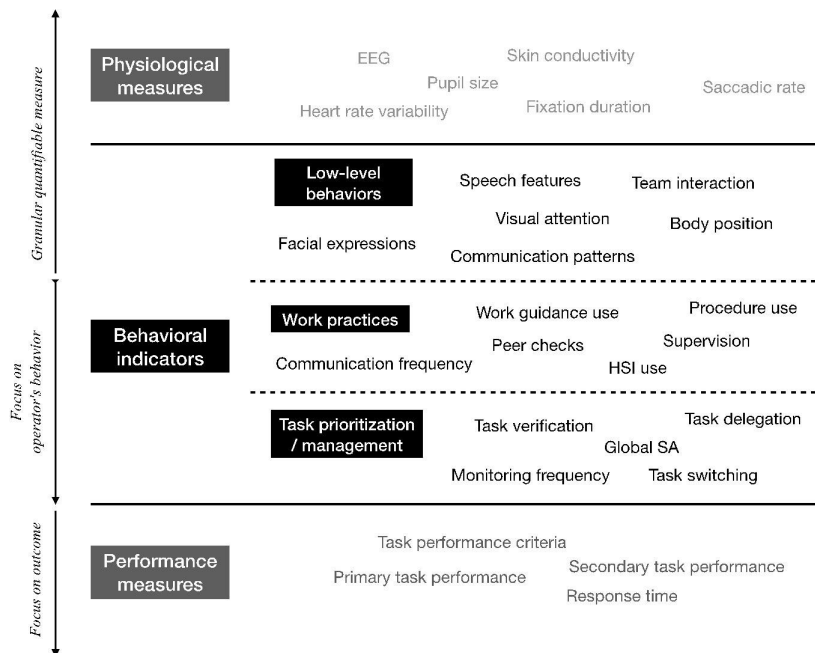 Granular quantifiable measure
Focus on
operator's behavior
Focus on outcome
Physiological
measures
EEG
Skin conductivity
Pupil size
Saccadic rate
Heart rate variability
Fixation duration
Behavioral
indicators
Low-level
behaviors
Speech features
Team interaction
Visual attention
Body position
Facial expressions
Communication patterns
Work practices
Work guidance use
Procedure use
Peer checks
Supervision
Communication frequency
HSI use
Task prioritization
/ management
Task verification
Task delegation
Global SA
Monitoring frequency
Task switching
Performance
measures
Task performance criteria
Primary task performance
Secondary task performance
Response time